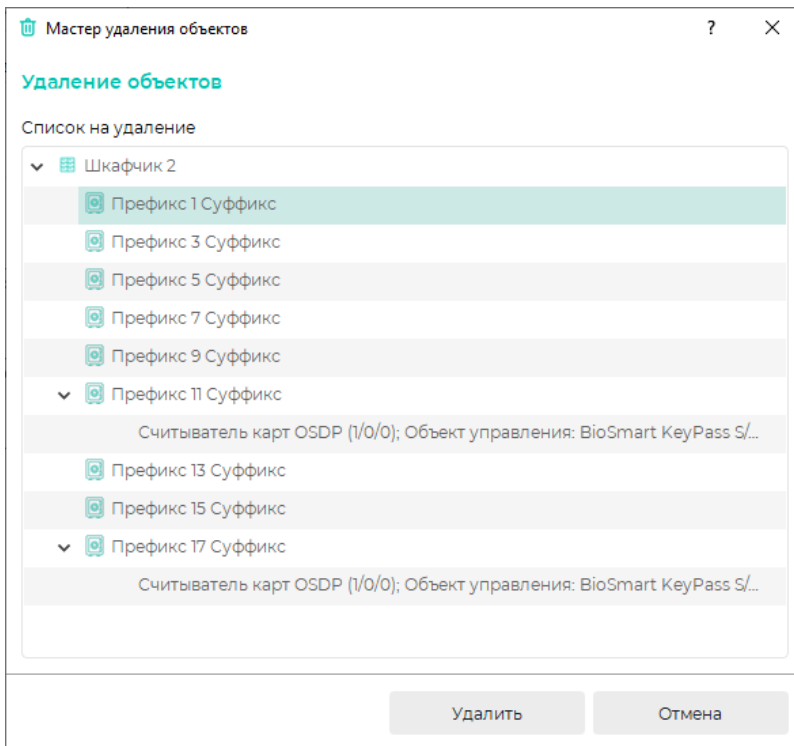 Мастер удаления объектов
?
Удаление объектов
Список на удаление
Шкафчик 2
Префикс 1 Суффикс
Префикс 3 Суффикс
Префикс 5 Суффикс
Префикс 7 Суффикс
Префикс 9 Суффикс
Префикс 11 Суффикс
Считыватель карт OSDP (1/0/0); Объект управления: BioSmart KeyPass S/...
Префикс 13 Суффикс
Префикс 15 Суффикс
Префикс 17 Суффикс
Считыватель карт OSDP (1/0/0); Объект управления: BioSmart KeyPass S/...
Удалить
Отмена